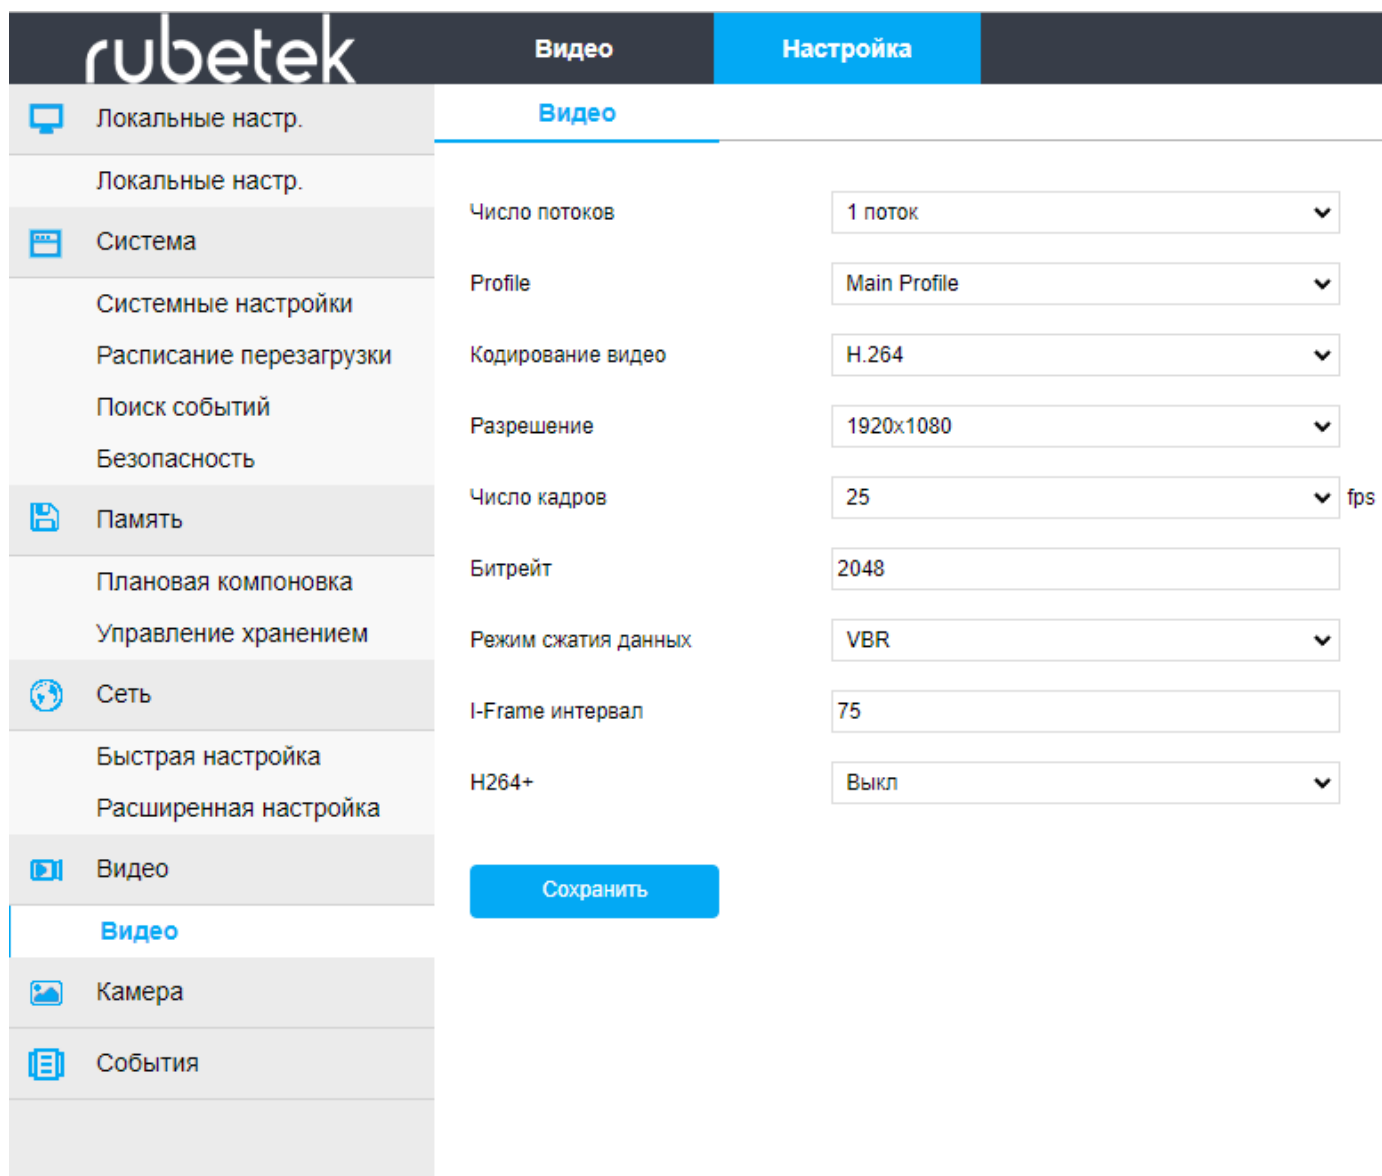 rubetek
Видео
Настройка
Локальные настр.
Локальные настр.
Система
Системные настройки
Расписание перезагрузки
Поиск событий
Безопасность
Память
Плановая компоновка
Управление хранением
Сеть
Быстрая настройка
Расширенная настройка
Видео
Видео
Камера
События
Видео
Число потоков 1 поток
Profile Main Profile
Кодирование видео H.264
Разрешение 1920x1080
Число кадров 25 fps
Битрейт 2048
Режим сжатия данных VBR
I-Frame интервал 75
H264+ Выкл
Сохранить